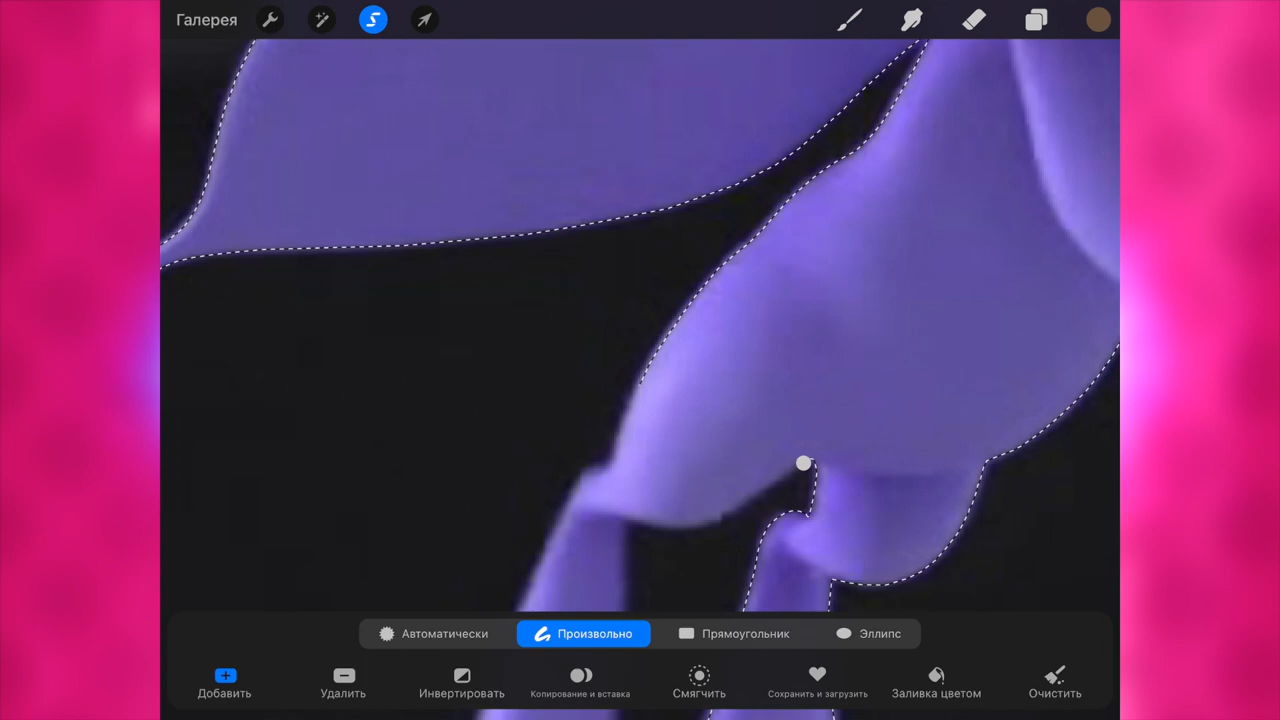 Галерея
Автоматически Произвольно Прямоугольник Эллипс
Добавить Удалить Инвертировать Копирование и вставка Смягчить Сохранить и загрузить Заливка цветом Очистить